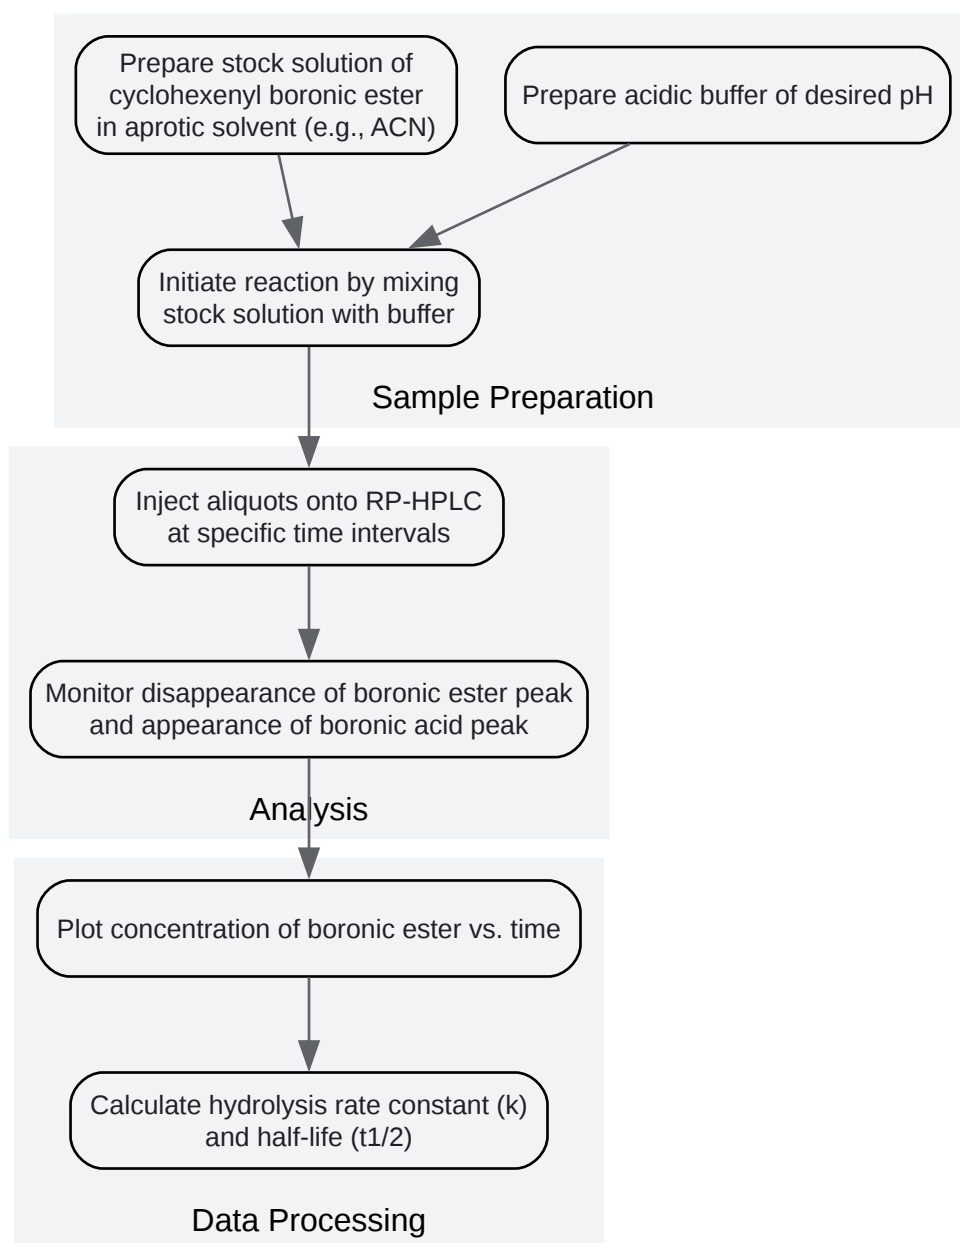 Prepare stock solution of
cyclohexenyl boronic ester
in aprotic solvent (e.g., ACN)
Prepare acidic buffer of desired pH
Initiate reaction by mixing
stock solution with buffer
Sample Preparation
Inject aliquots onto RP-HPLC
at specific time intervals
Monitor disappearance of boronic ester peak
and appearance of boronic acid peak
Analysis
Plot concentration of boronic ester vs. time
Calculate hydrolysis rate constant (k)
and half-life (t1/2)
Data Processing